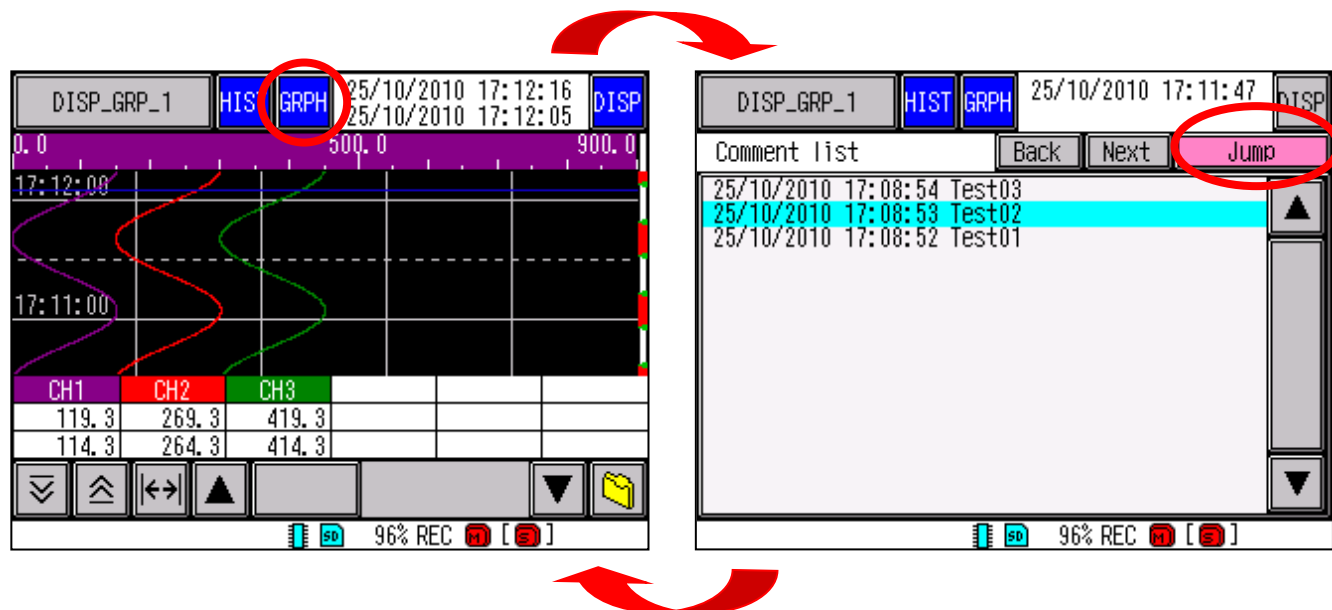 DISP_GRP_1 HIST GRPH 25/10/2010 17:12:16 DISP
25/10/2010 17:12:05
0.0 500.0 900.0
17:12:00
17:11:00
CH1 CH2 CH3
119.3 269.3 419.3
114.3 264.3 414.3
SD 96% REC M [S]
DISP_GRP_1 HIST GRPH 25/10/2010 17:11:47 DISP
Comment list Back Next Jump
25/10/2010 17:08:54 Test03
25/10/2010 17:08:53 Test02
25/10/2010 17:08:52 Test01
SD 96% REC M [S]